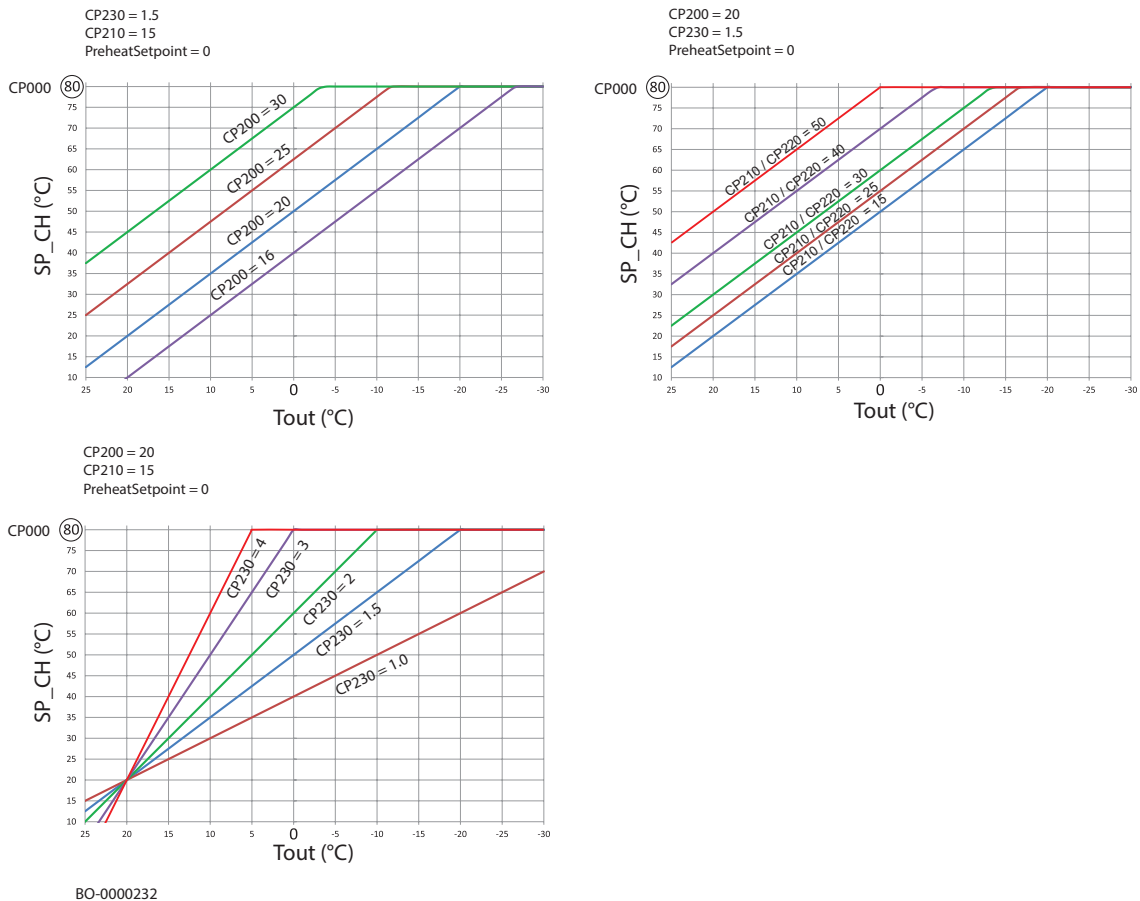 CP230 = 1.5
CP210 = 15
PreheatSetpoint = 0
CP000 80
75
70
65
60
55
50
45
40
35
30
25
20
15
10
SP_CH (°C)
CP200 = 30
CP200 = 25
CP200 = 20
CP200 = 16
25 20 15 10 5 0 -5 -10 -15 -20 -25 -30
Tout (°C)
CP200 = 20
CP230 = 1.5
PreheatSetpoint = 0
CP000 80
75
70
65
60
55
50
45
40
35
30
25
20
15
10
SP_CH (°C)
CP210 / CP220 = 50
CP210 / CP220 = 40
CP210 / CP220 = 30
CP210 / CP220 = 25
CP210 / CP220 = 15
25 20 15 10 5 0 -5 -10 -15 -20 -25 -30
Tout (°C)
CP200 = 20
CP210 = 15
PreheatSetpoint = 0
CP000 80
75
70
65
60
55
50
45
40
35
30
25
20
15
10
SP_CH (°C)
CP230 = 4
CP230 = 3
CP230 = 2
CP230 = 1.5
CP230 = 1.0
25 20 15 10 5 0 -5 -10 -15 -20 -25 -30
Tout (°C)
BO-0000232